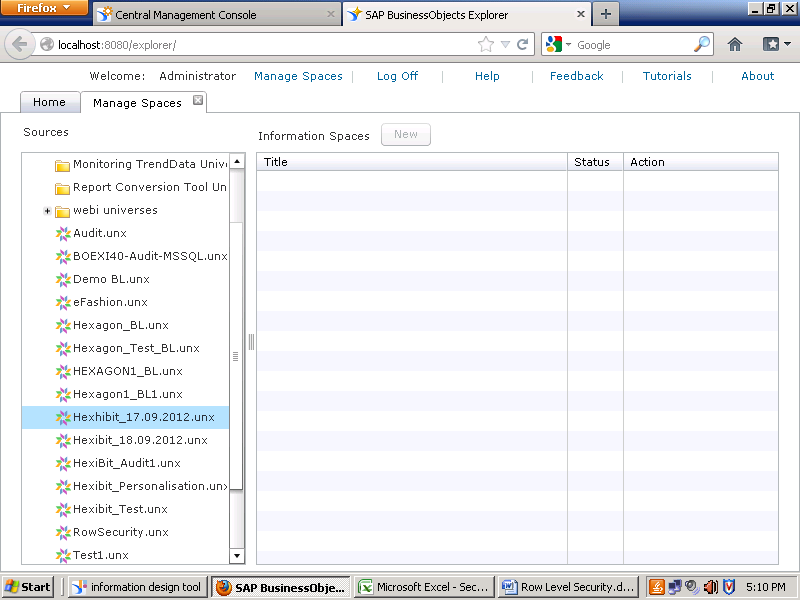 Firefox
Central Management Console
SAP BusinessObjects Explorer
localhost:8080/explorer/
Google
Welcome: Administrator Manage Spaces Log Off Help Feedback Tutorials About
Home Manage Spaces
Sources
Information Spaces New
Title Status Action
Monitoring TrendData Univ
Report Conversion Tool Un
webi universes
Audit.unx
BOEXI40-Audit-MSSQL.unx
Demo BL.unx
eFashion.unx
Hexagon_BL.unx
Hexagon_Test_BL.unx
HEXAGON1_BL.unx
Hexagon1_BL1.unx
Hexhibit_17.09.2012.unx
Hexibit_18.09.2012.unx
HexiBit_Audit1.unx
Hexibit_Personalisation.unx
Hexibit_Test.unx
RowSecurity.unx
Test1.unx
Start information design tool SAP BusinessObje... Microsoft Excel - Sec... Row Level Security.d... 5:10 PM